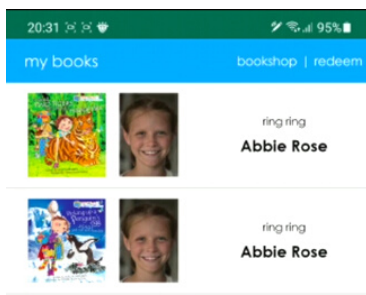 20:31
95%
my books
bookshop | redeem
ring ring
Abbie Rose
ring ring
Abbie Rose